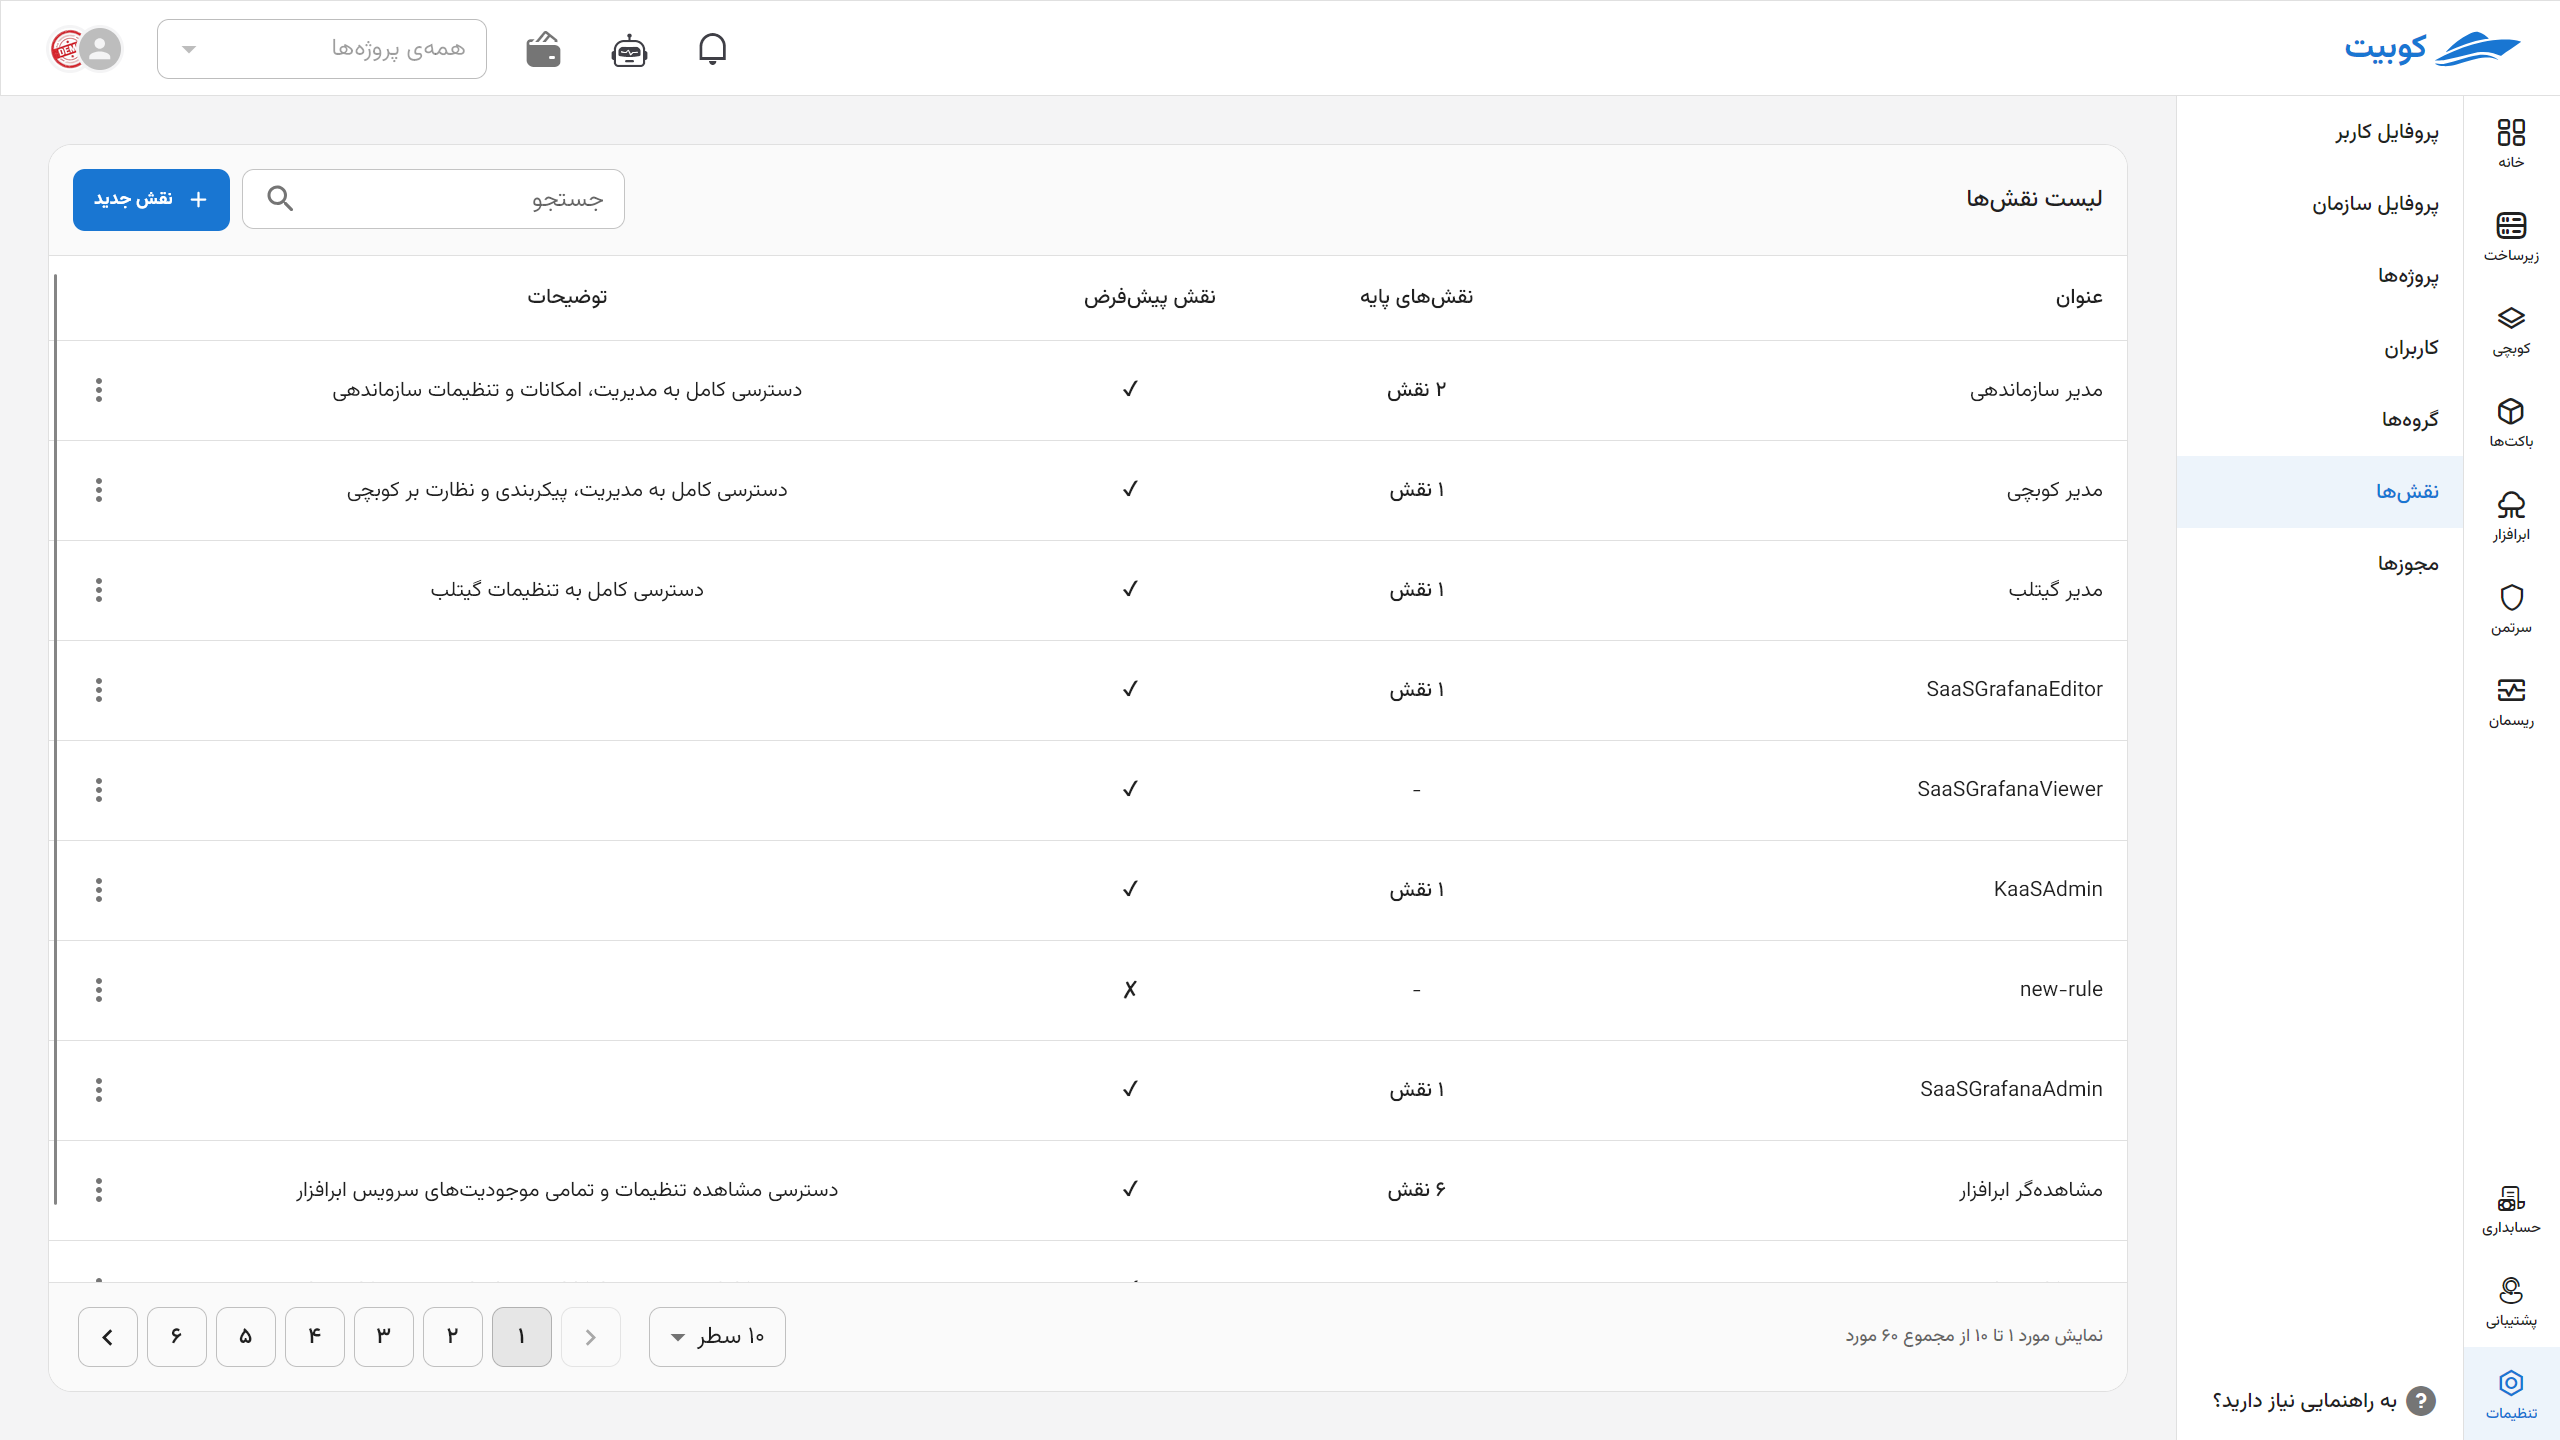 کوبیت
همه‌ی پروژه‌ها
DEM
خانه
زیرساخت
کوبچی
باکت‌ها
ابرافزار
سرتمن
ریسمان
حسابداری
پشتیبانی
تنظیمات
پروفایل کاربر
پروفایل سازمان
پروژه‌ها
کاربران
گروه‌ها
نقش‌ها
مجوزها
به راهنمایی نیاز دارید؟
لیست نقش‌ها
جستجو
+ نقش جدید
عنوان نقش‌های پایه نقش پیش‌فرض توضیحات
مدیر سازماندهی ۲ نقش ✓ دسترسی کامل به مدیریت، امکانات و تنظیمات سازماندهی
مدیر کوبچی ۱ نقش ✓ دسترسی کامل به مدیریت، پیکربندی و نظارت بر کوبچی
مدیر گیتلب ۱ نقش ✓ دسترسی کامل به تنظیمات گیتلب
SaaSGrafanaEditor ۱ نقش ✓
SaaSGrafanaViewer - ✓
KaaSAdmin ۱ نقش ✓
new-rule - ✗
SaaSGrafanaAdmin ۱ نقش ✓
مشاهده‌گر ابرافزار ۶ نقش ✓ دسترسی مشاهده تنظیمات و تمامی موجودیت‌های سرویس ابرافزار
نمایش مورد ۱ تا ۱۰ از مجموع ۶۰ مورد
۱۰ سطر
۱ ۲ ۳ ۴ ۵ ۶